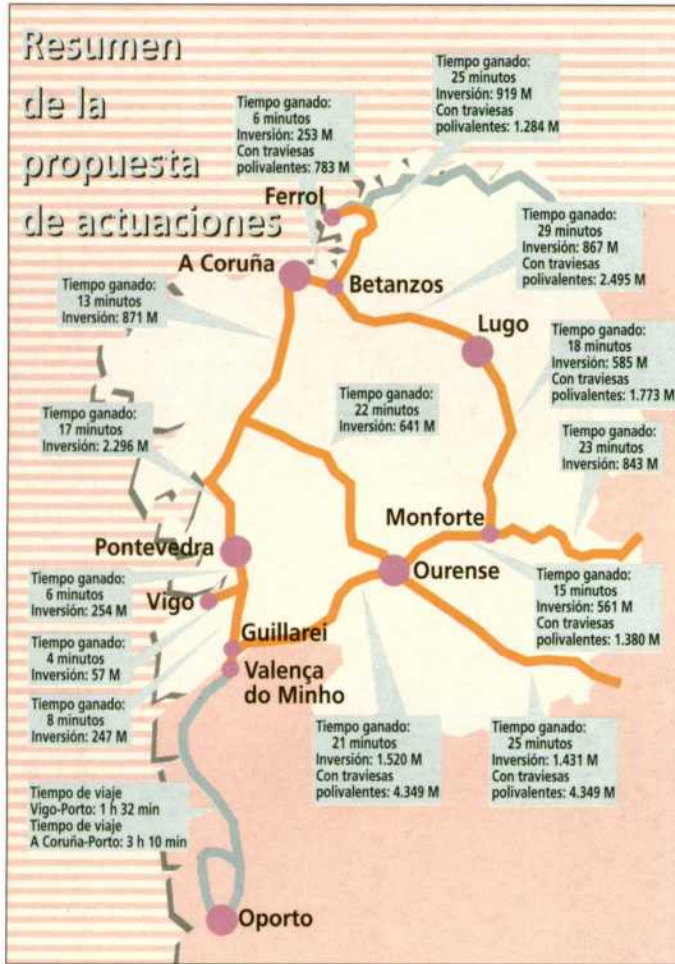 Resumen
de la
propuesta
de actuaciones
Tiempo ganado:
25 minutos
Inversión: 919 M
Con traviesas
polivalentes: 1.284 M
Tiempo ganado:
6 minutos
Inversión: 253 M
Con traviesas
polivalentes: 783 M
Ferrol
Tiempo ganado:
29 minutos
Inversión: 867 M
Con traviesas
polivalentes: 2.495 M
A Coruña
Betanzos
Tiempo ganado:
13 minutos
Inversión: 871 M
Lugo
Tiempo ganado:
18 minutos
Inversión: 585 M
Con traviesas
polivalentes: 1.773 M
Tiempo ganado:
22 minutos
Inversión: 641 M
Tiempo ganado:
17 minutos
Inversión: 2.296 M
Tiempo ganado:
23 minutos
Inversión: 843 M
Monforte
Pontevedra
Ourense
Tiempo ganado:
6 minutos
Inversión: 254 M
Vigo
Tiempo ganado:
15 minutos
Inversión: 561 M
Con traviesas
polivalentes: 1.380 M
Guillarei
Tiempo ganado:
4 minutos
Inversión: 57 M
Valença
do Minho
Tiempo ganado:
8 minutos
Inversión: 247 M
Tiempo ganado:
21 minutos
Inversión: 1.520 M
Con traviesas
polivalentes: 4.349 M
Tiempo ganado:
25 minutos
Inversión: 1.431 M
Con traviesas
polivalentes: 4.349 M
Tiempo de viaje
Vigo-Porto: 1 h 32 min
Tiempo de viaje
A Coruña-Porto: 3 h 10 min
Oporto